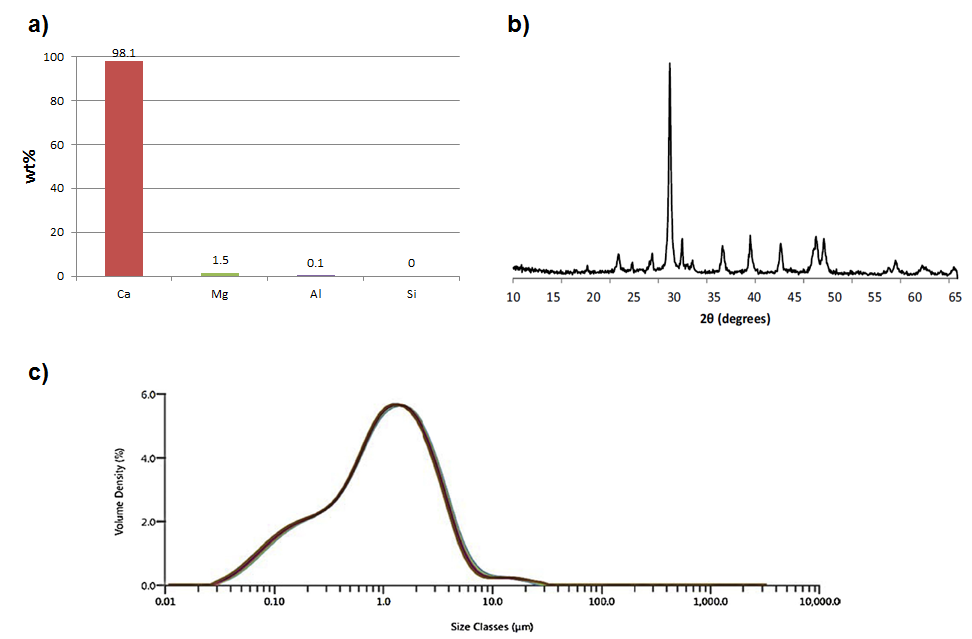 a)
b)
98.1
100
80
60
40
20
0
wt%
1.5
0.1
0
Ca Mg Al Si
10 15 20 25 30 35 40 45 50 55 60 65
2θ (degrees)
c)
6.0
4.0
2.0
0.0
Volume Density (%)
0.01 0.10 1.0 10.0 100.0 1,000.0 10,000.0
Size Classes (µm)